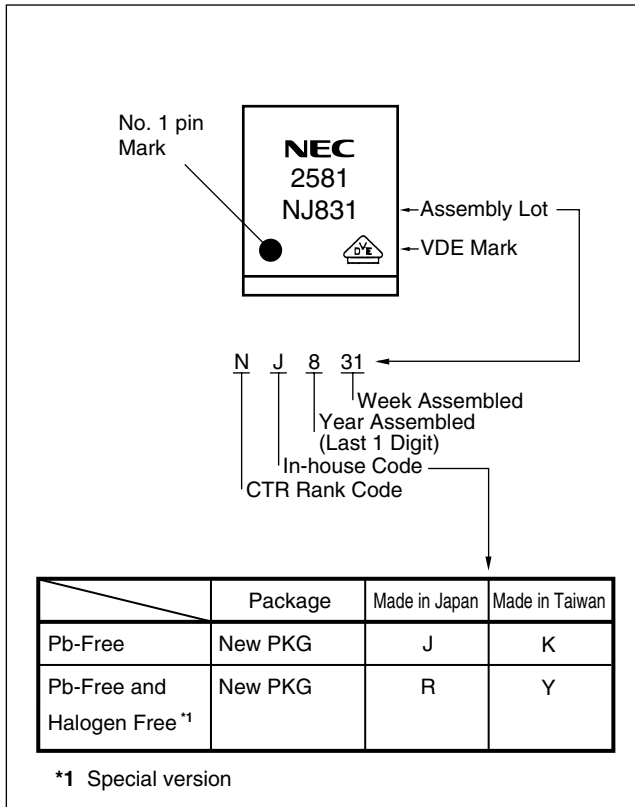 No. 1 pin
Mark
NEC
2581
NJ831
Assembly Lot
DVE
VDE Mark
N J 8 31
Week Assembled
Year Assembled
(Last 1 Digit)
In-house Code
CTR Rank Code
Package Made in Japan Made in Taiwan
Pb-Free New PKG J K
Pb-Free and
Halogen Free *1 New PKG R Y
*1 Special version